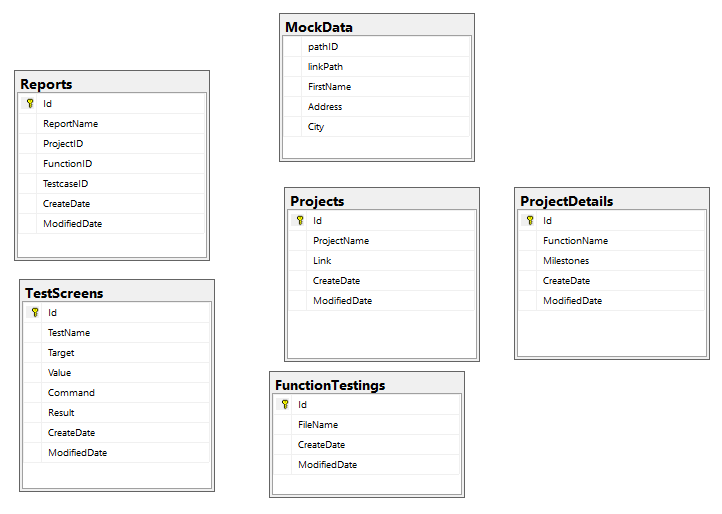 MockData
pathID
linkPath
FirstName
Address
City
Reports
Id
ReportName
ProjectID
FunctionID
TestcaseID
CreateDate
ModifiedDate
Projects
Id
ProjectName
Link
CreateDate
ModifiedDate
ProjectDetails
Id
FunctionName
Milestones
CreateDate
ModifiedDate
TestScreens
Id
TestName
Target
Value
Command
Result
CreateDate
ModifiedDate
FunctionTestings
Id
FileName
CreateDate
ModifiedDate